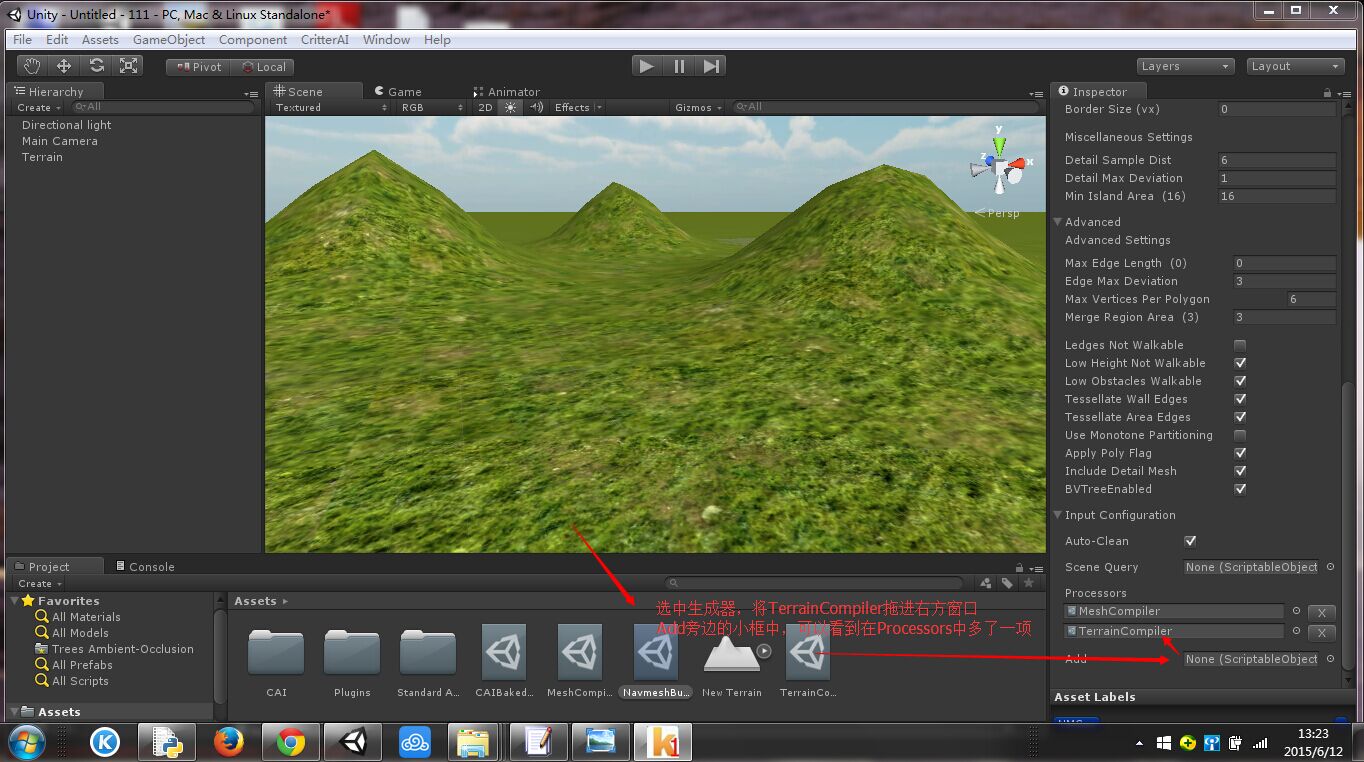 Unity - Untitled - 111 - PC, Mac & Linux Standalone*
File Edit Assets GameObject Component CritterAI Window Help
Pivot Local
Layers Layout
Hierarchy
Create All
Directional light
Main Camera
Terrain
Scene Game Animator
Textured RGB 2D Effects Gizmos All
y
z x
Persp
Inspector
Border Size (vx) 0
Miscellaneous Settings
Detail Sample Dist 6
Detail Max Deviation 1
Min Island Area (16) 16
Advanced
Advanced Settings
Max Edge Length (0) 0
Edge Max Deviation 3
Max Vertices Per Polygon 6
Merge Region Area (3) 3
Ledges Not Walkable
Low Height Not Walkable
Low Obstacles Walkable
Tessellate Wall Edges
Tessellate Area Edges
Use Monotone Partitioning
Apply Poly Flag
Include Detail Mesh
BVTreeEnabled
Input Configuration
Auto-Clean
Scene Query None (ScriptableObject
Processors
MeshCompiler X
TerrainCompiler X
Add None (ScriptableObject
Asset Labels
Project Console
Create
Favorites
All Materials
All Models
Trees Ambient-Occlusion
All Prefabs
All Scripts
Assets
Assets
选中生成器，将TerrainCompiler拖进右方窗口
Add旁边的小框中，可以看到在Processors中多了一项
CAI Plugins Standard A... CAIBaked... MeshCompi... NavmeshBu... New Terrain TerrainCo...
13:23
2015/6/12